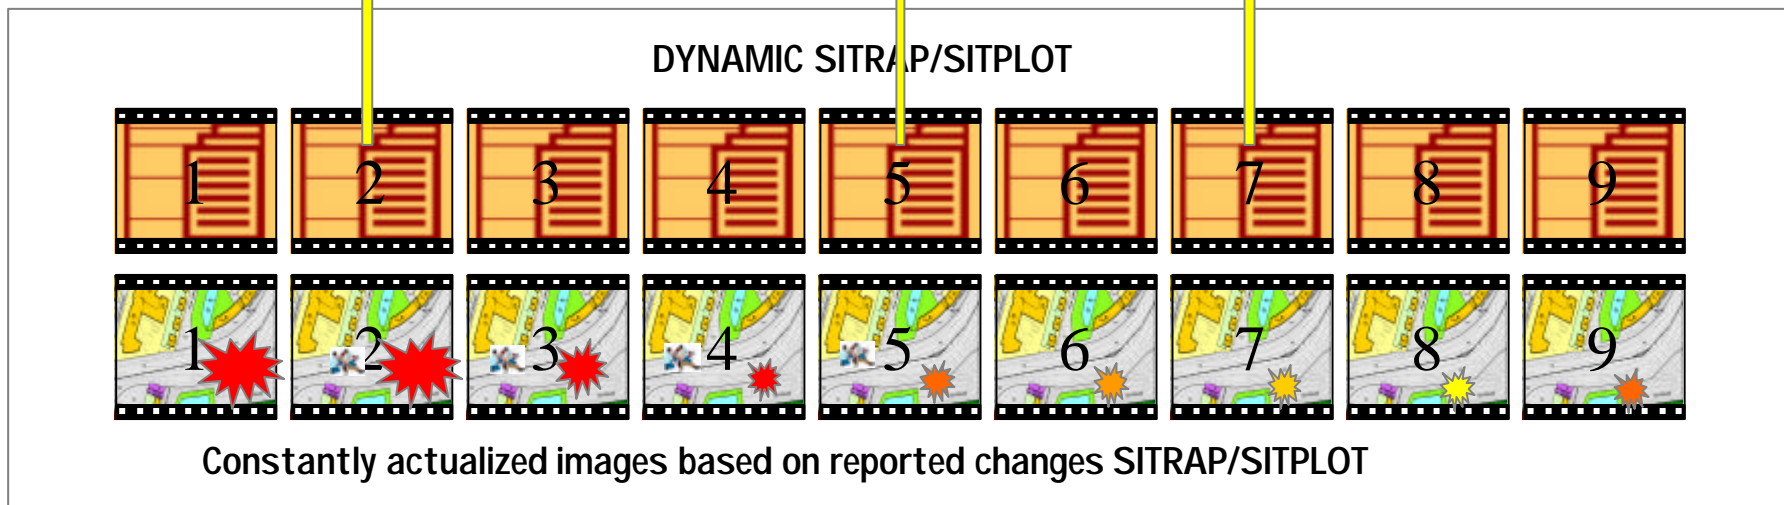 DYNAMIC SITRAP/SITPLOT
1 2 3 4 5 6 7 8 9
1 2 3 4 5 6 7 8 9
Constantly actualized images based on reported changes SITRAP/SITPLOT